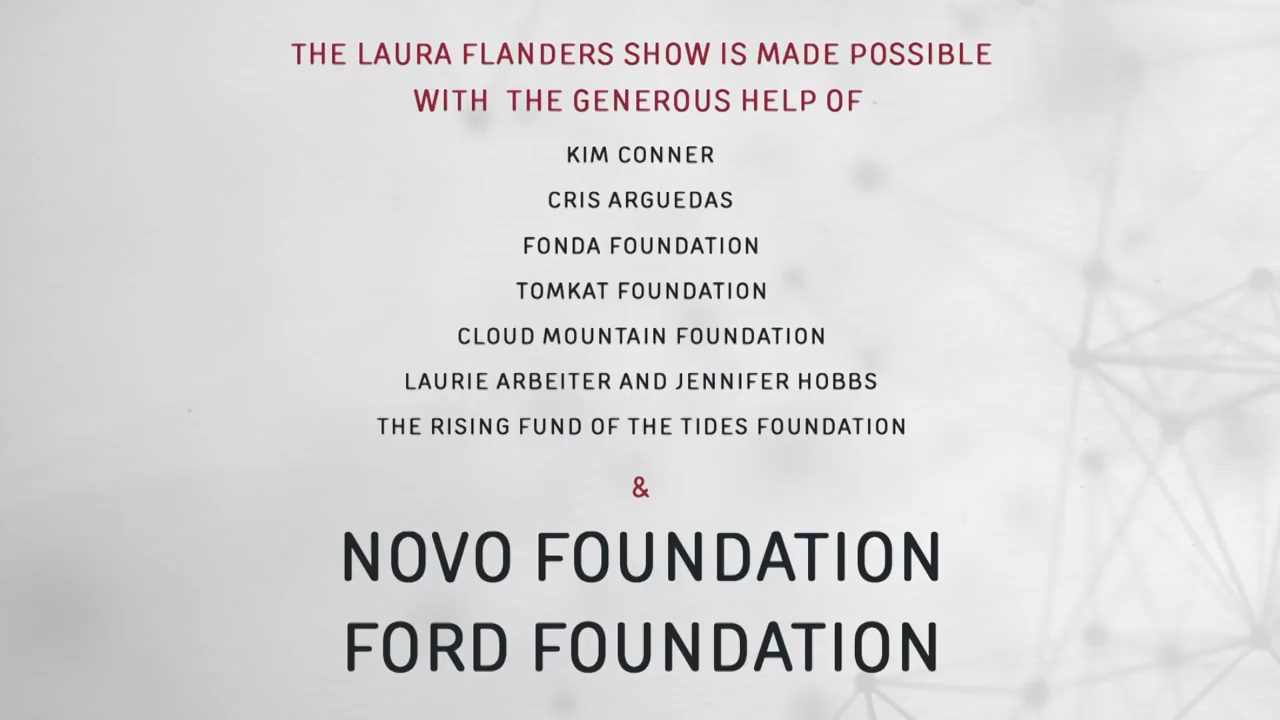 THE LAURA FLANDERS SHOW IS MADE POSSIBLE
WITH THE GENEROUS HELP OF
KIM CONNER
CRIS ARGUEDAS
FONDA FOUNDATION
TOMKAT FOUNDATION
CLOUD MOUNTAIN FOUNDATION
LAURIE ARBEITER AND JENNIFER HOBBS
THE RISING FUND OF THE TIDES FOUNDATION
&
NOVO FOUNDATION
FORD FOUNDATION